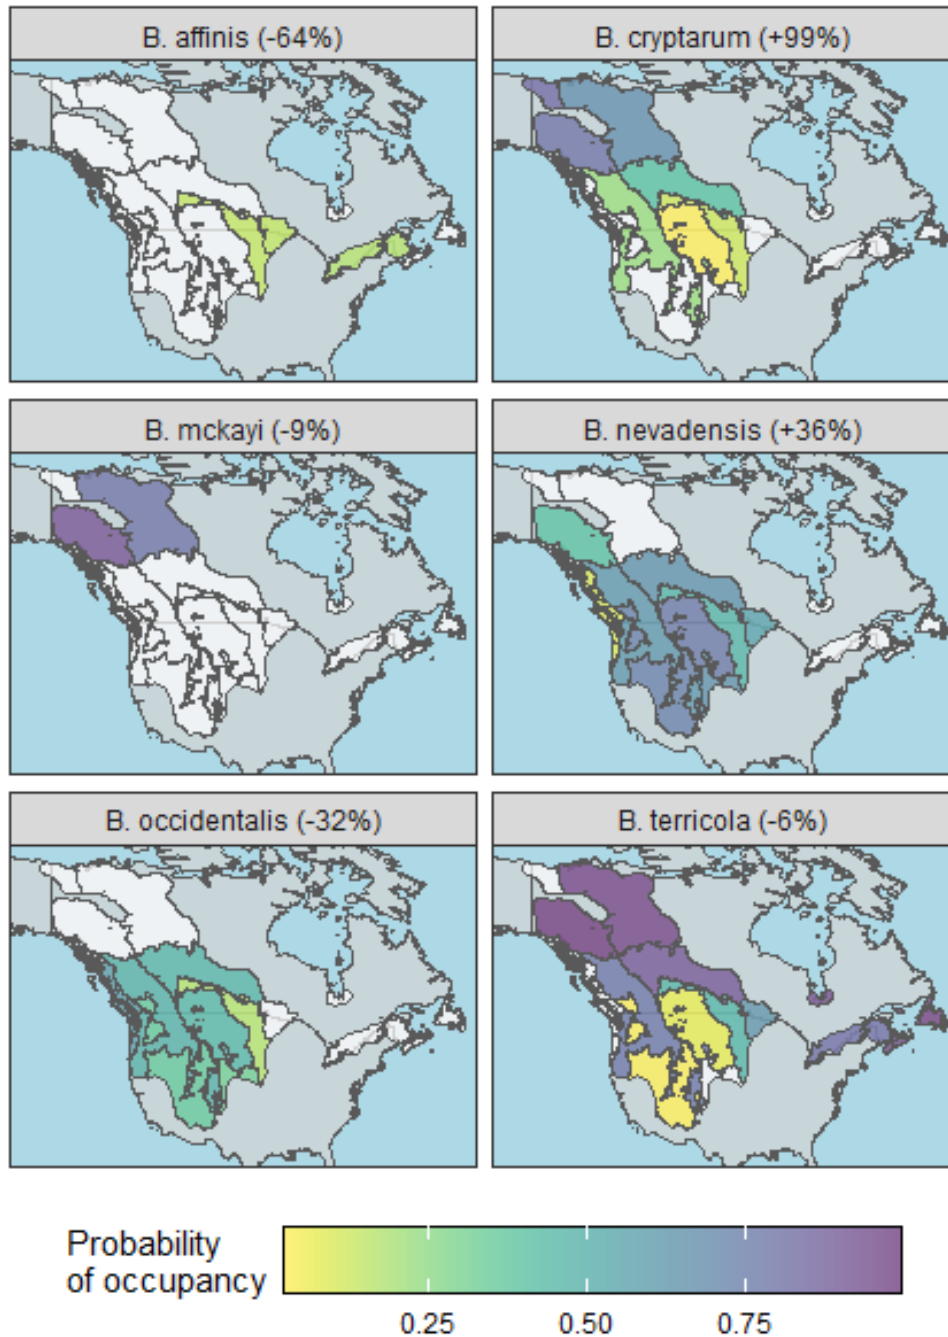 B. affinis (-64%)
B. cryptarum (+99%)
B. mckayi (-9%)
B. nevadensis (+36%)
B. occidentalis (-32%)
B. terricola (-6%)
Probability
of occupancy
0.25 0.50 0.75